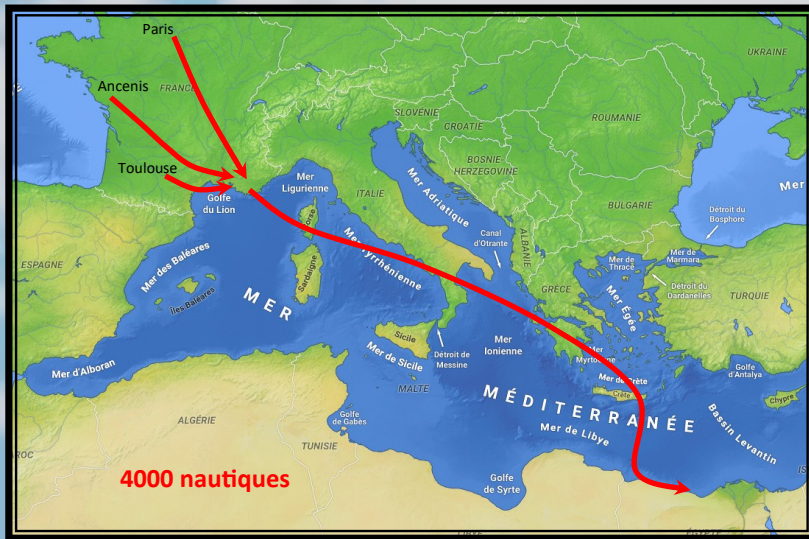 Paris
UKRAINE
Ancenis
FRANCE
SLOVÉNIE
CROATIE
ROUMANIE
Toulouse
BOSNIE
HERZEGOVINE
Mer
Ligurienne
Mer
Golfe
du Lion
ITALIE
Mer Adriatique
BULGARIE
Détroit du
Bosphore
Corse
Canal
d'Otrante
ALBANIE
Mer de
Marmara
Mer de
Thrace
ESPAGNE
Mer des Baléares
Îles Baléares
Sardaigne
Mer Tyrrhénienne
GRÈCE
Mer Égée
Détroit du
Dardanelles
TURQUIE
MER
Sicile
Mer
Ionienne
Mer
Myrtoenne
Mer d'Alboran
Mer de Sicile
Détroit de
Messine
Mer de Crète
Golfe
d'Antalya
MALTE
Crète
Chypre
MÉDITERRANÉE
ALGÉRIE
Golfe
de Gabès
Mer de Libye
Bassin Levantin
TUNISIE
ROC
4000 nautiques
Golfe
de Syrte